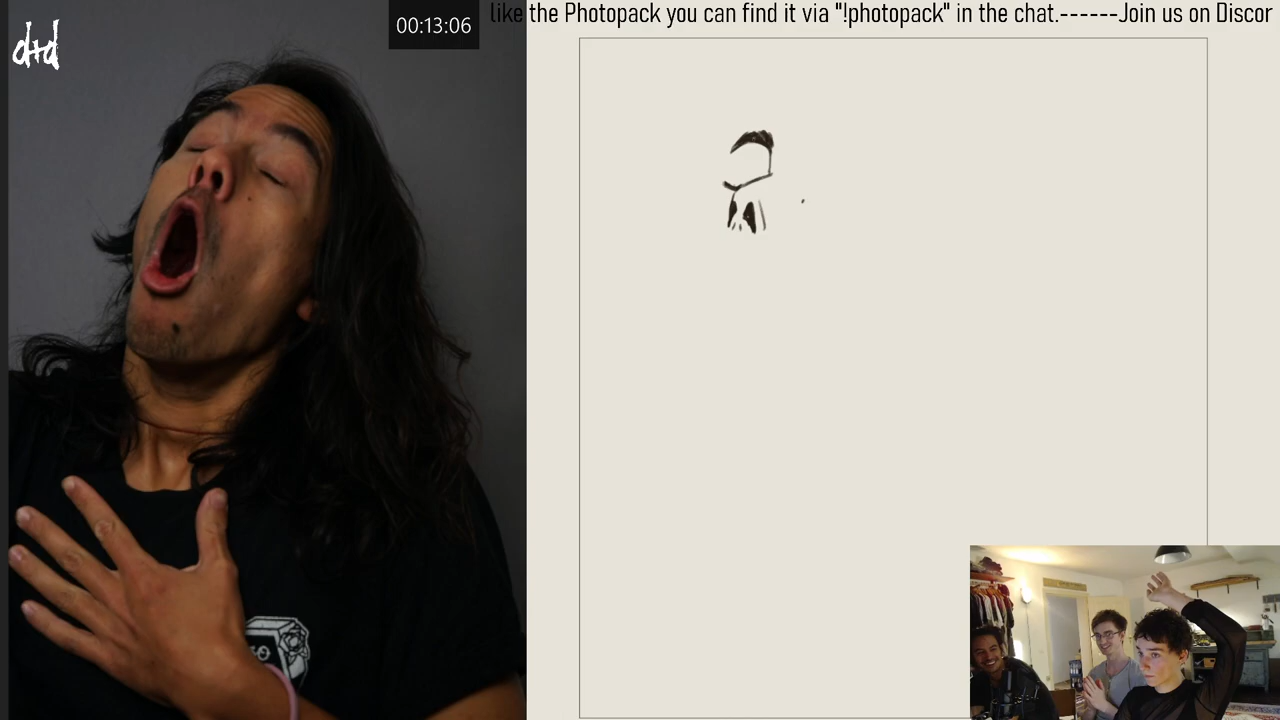 d+d
00:13:06
like the Photopack you can find it via "!photopack" in the chat.------Join us on Discor